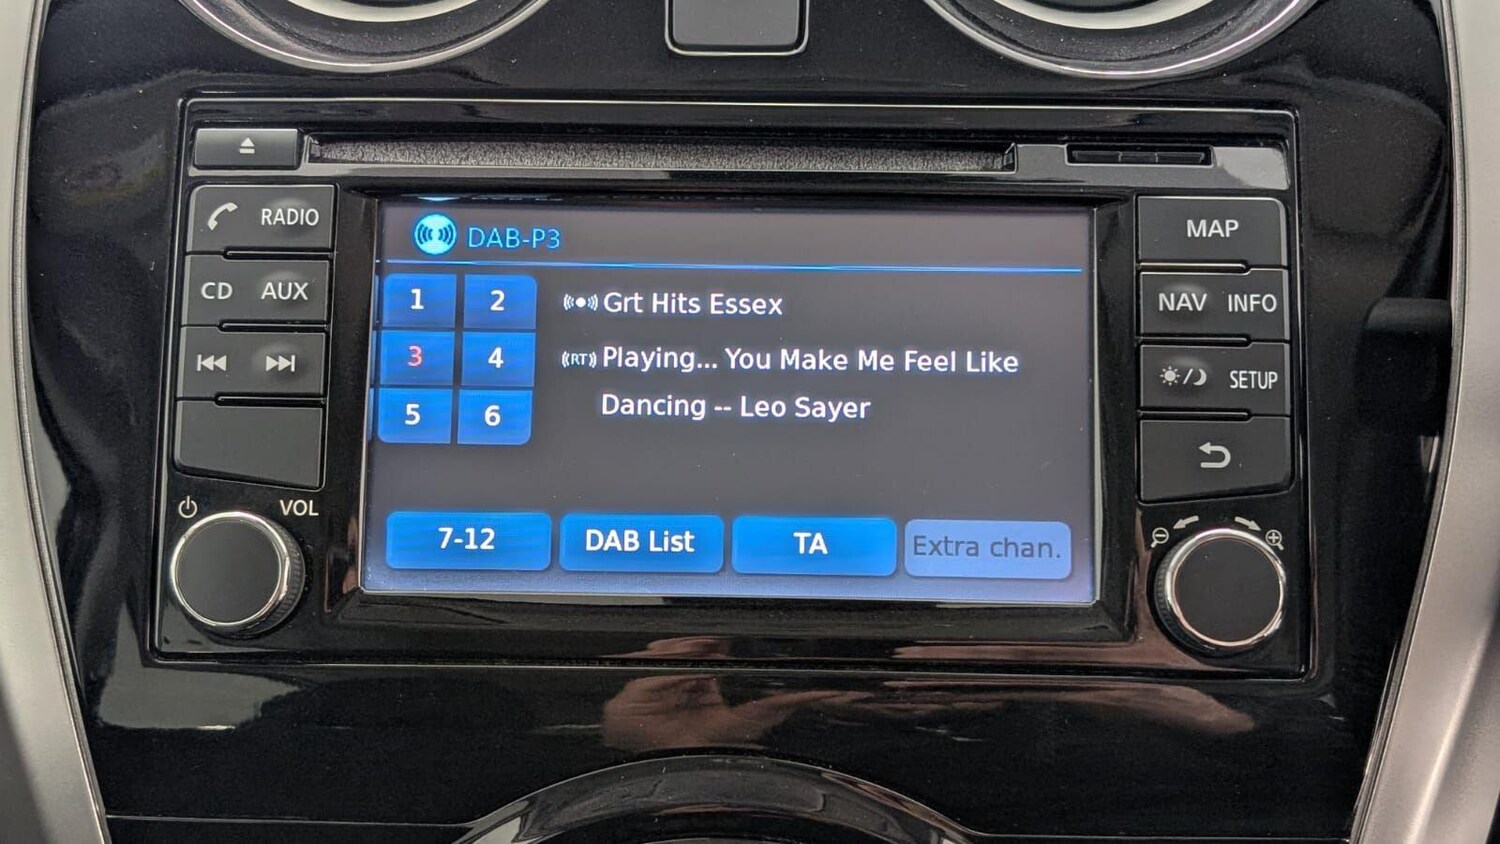 RADIO
CD AUX
VOL
DAB-P3
1 2
3 4
5 6
Grt Hits Essex
((RT)) Playing... You Make Me Feel Like
Dancing -- Leo Sayer
7-12 DAB List TA Extra chan.
MAP
NAV INFO
SETUP